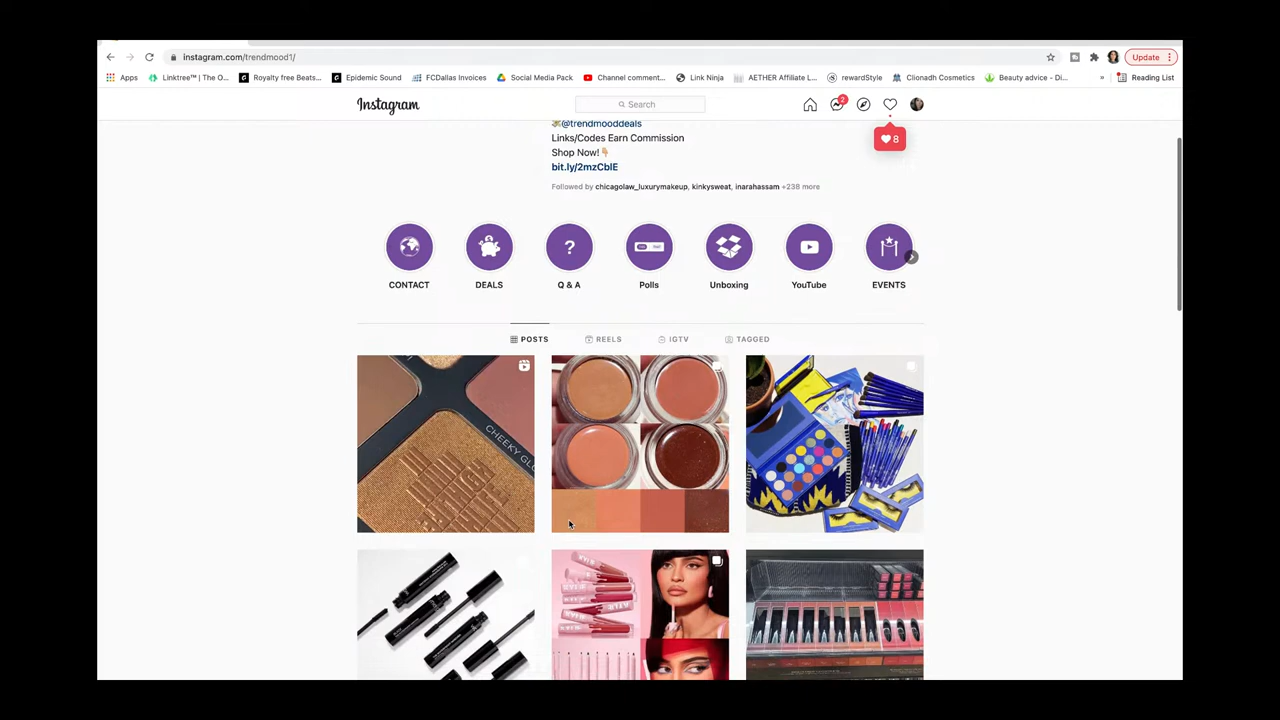 instagram.com/trendmood1/
Update
Apps
Linktree™ | The O...
Royalty free Beats...
Epidemic Sound
FCDallas Invoices
Social Media Pack
Channel comment...
Link Ninja
AETHER Affiliate L...
rewardStyle
Clionadh Cosmetics
Beauty advice - Di...
»
Reading List
Instagram
Search
2
8
@trendmooddeals
Links/Codes Earn Commission
Shop Now!
bit.ly/2mzCblE
Followed by chicagolaw_luxurymakeup, kinkysweat, inarahassam +238 more
?
CONTACT
DEALS
Q & A
Polls
Unboxing
YouTube
EVENTS
POSTS
REELS
IGTV
TAGGED
CHEEKY GLO